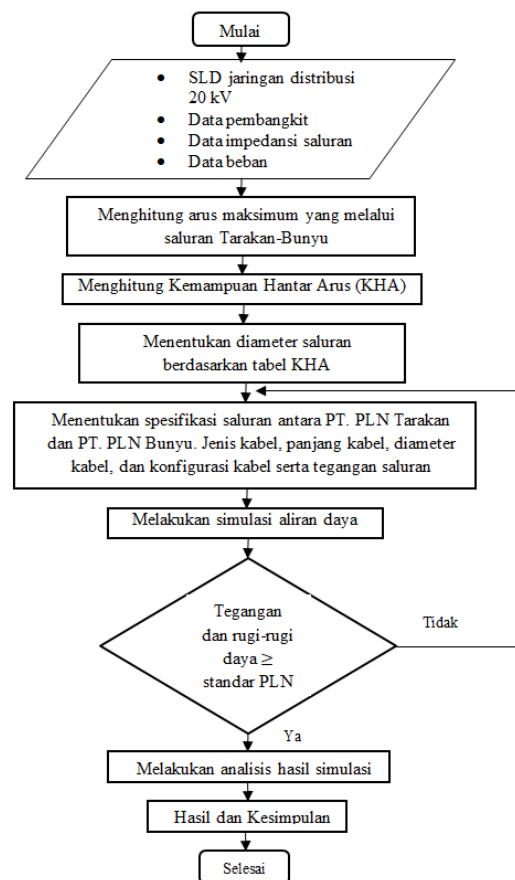 Mulai
• SLD jaringan distribusi
20 kV
• Data pembangkit
• Data impedansi saluran
• Data beban
Menghitung arus maksimum yang melalui
saluran Tarakan-Bunyu
Menghitung Kemampuan Hantar Arus (KHA)
Menentukan diameter saluran
berdasarkan tabel KHA
Menentukan spesifikasi saluran antara PT. PLN Tarakan
dan PT. PLN Bunyu. Jenis kabel, panjang kabel, diameter
kabel, dan konfigurasi kabel serta tegangan saluran
Melakukan simulasi aliran daya
Tegangan
dan rugi-rugi
daya ≥
standar PLN
Tidak
Ya
Melakukan analisis hasil simulasi
Hasil dan Kesimpulan
Selesai